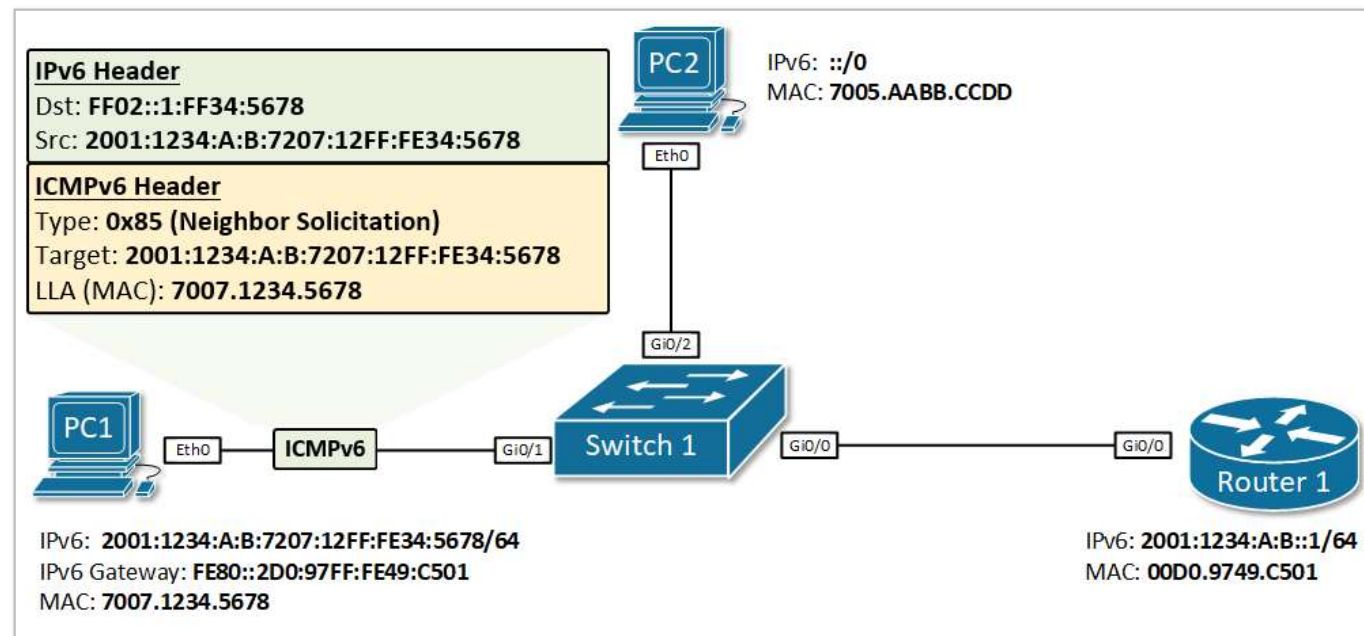 IPv6 Header
Dst: FF02::1:FF34:5678
Src: 2001:1234:A:B:7207:12FF:FE34:5678
ICMPv6 Header
Type: 0x85 (Neighbor Solicitation)
Target: 2001:1234:A:B:7207:12FF:FE34:5678
LLA (MAC): 7007.1234.5678
PC2
IPv6: ::/0
MAC: 7005.AABB.CCDD
Eth0
Gi0/2
PC1
Eth0
ICMPv6
Gi0/1
Switch 1
Gi0/0
Gi0/0
Router 1
IPv6: 2001:1234:A:B:7207:12FF:FE34:5678/64
IPv6 Gateway: FE80::2D0:97FF:FE49:C501
MAC: 7007.1234.5678
IPv6: 2001:1234:A:B::1/64
MAC: 00D0.9749.C501